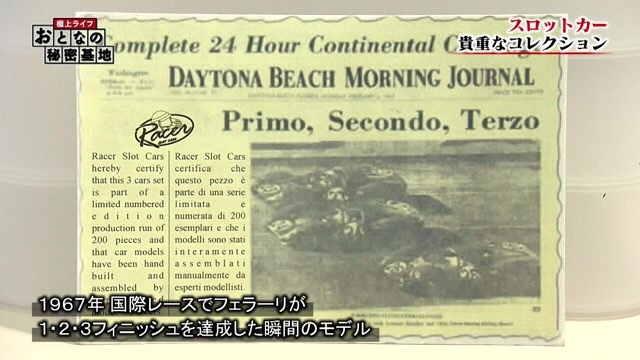 極上ライフ
おとなの
秘密基地
スロットカー
貴重なコレクション
Complete 24 Hour Continental
DAYTONA BEACH MORNING JOURNAL
Primo, Secondo, Terzo
Racer
Racer Slot Cars
hereby certify
that this 3 cars set
is part of a
limited numbered
edition
production run of
200 pieces and
that car models
have been hand
built and
assembled by
Racer Slot Cars
certifica che
questo pezzo è
parte di una serie
limitata e
numerata di 200
esemplari e che i
modelli sono stati
interamente
assemblati
manualmente da
esperti modellisti.
1967年 国際レースでフェラーリが
1・2・3フィニッシュを達成した瞬間のモデル